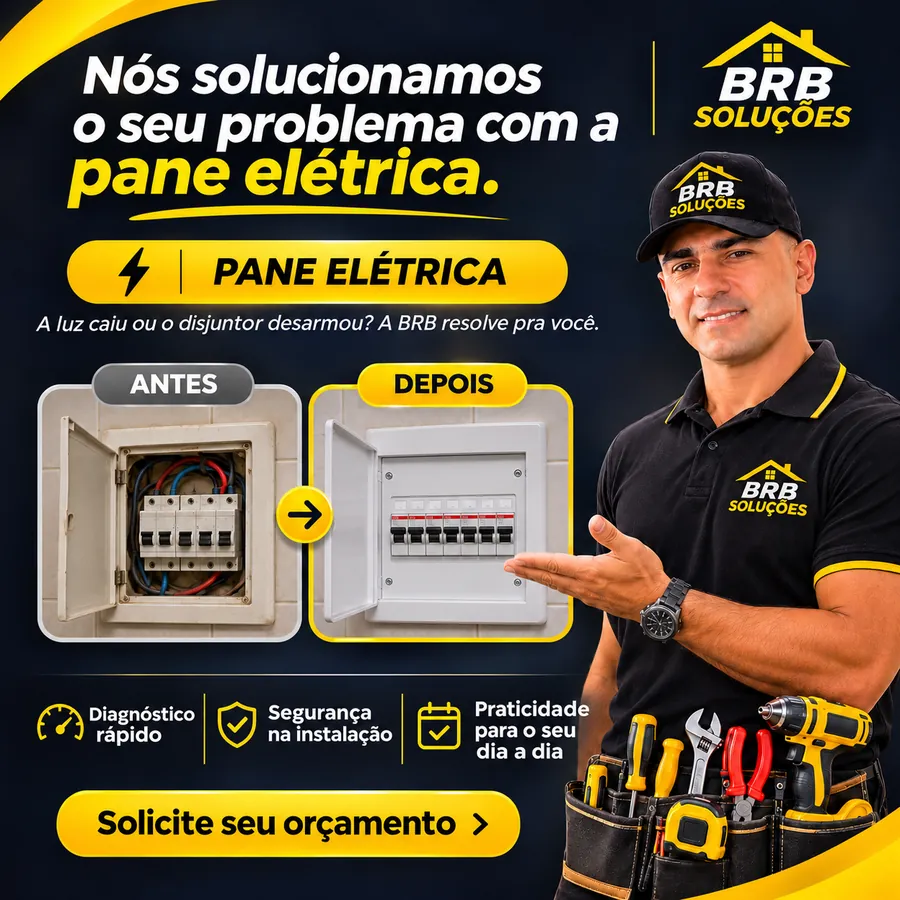 Nós solucionamos
o seu problema com a
pane elétrica.
BRB
SOLUÇÕES
PANE ELÉTRICA
A luz caiu ou o disjuntor desarmou? A BRB resolve pra você.
ANTES
DEPOIS
BRB
SOLUÇÕES
BRB
SOLUÇÕES
Diagnóstico
rápido
Segurança
na instalação
Praticidade
para o seu
dia a dia
Solicite seu orçamento